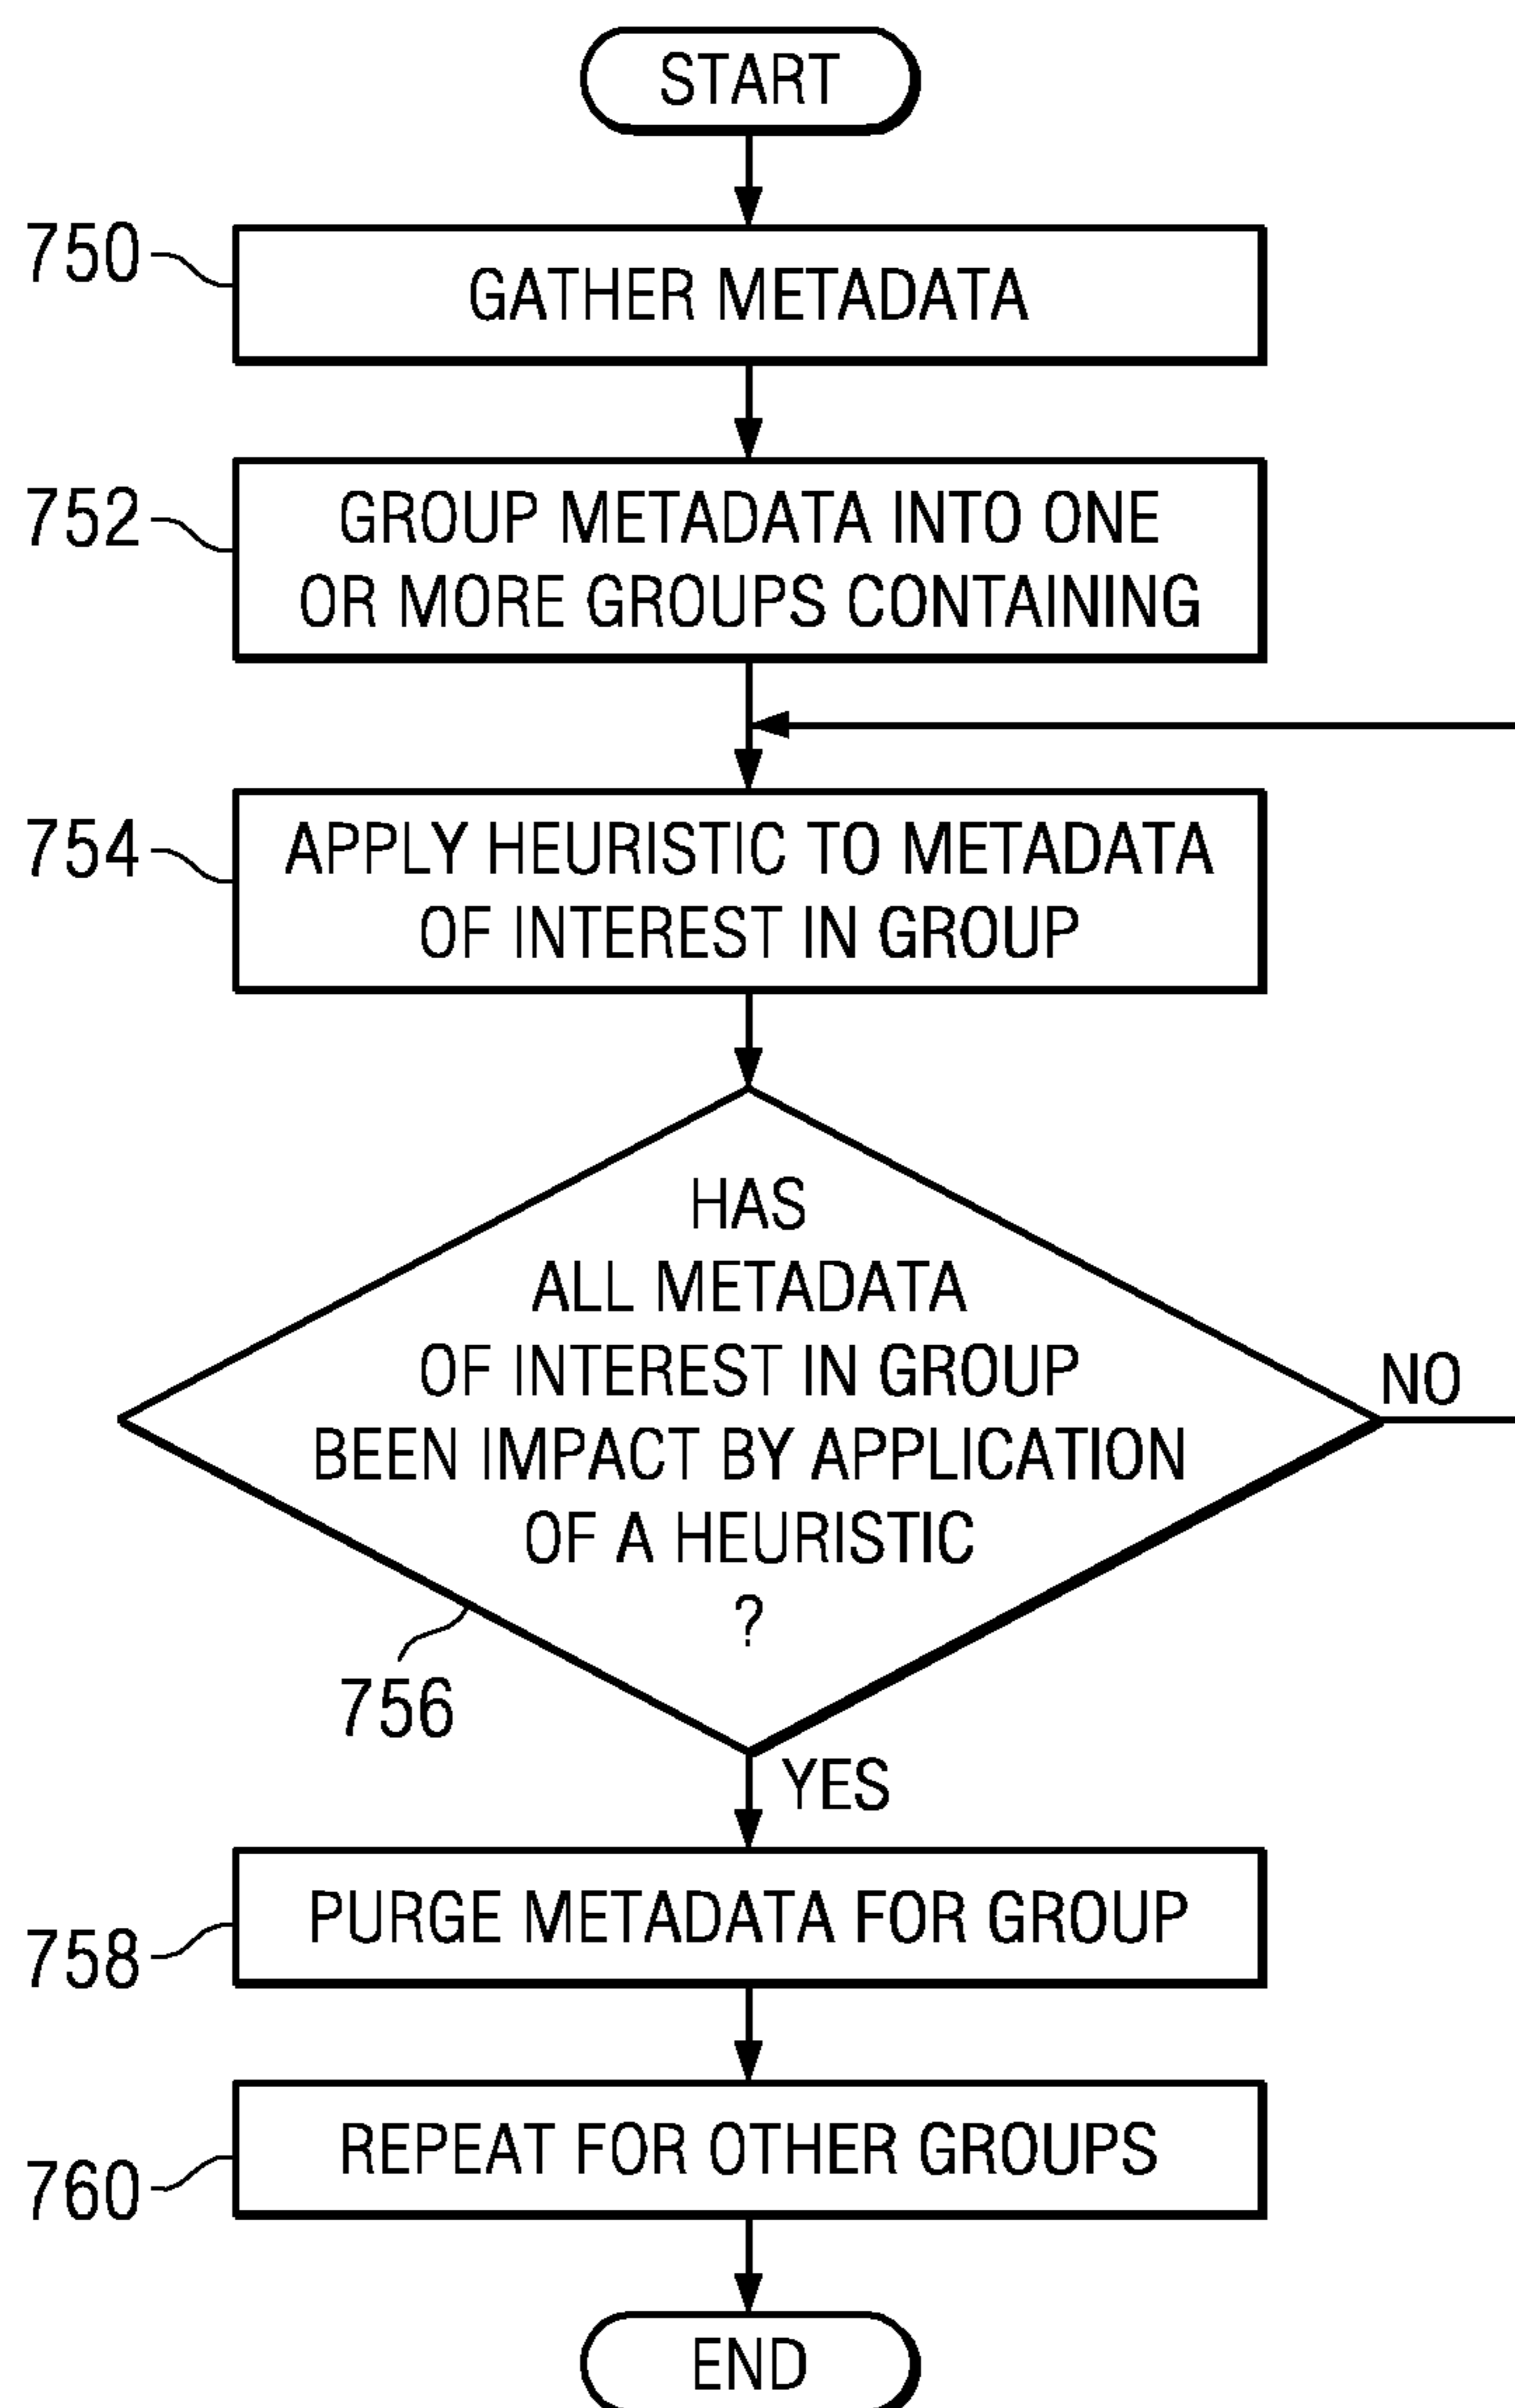 START
750
GATHER METADATA
752
GROUP METADATA INTO ONE
OR MORE GROUPS CONTAINING
754
APPLY HEURISTIC TO METADATA
OF INTEREST IN GROUP
HAS
ALL METADATA
OF INTEREST IN GROUP
BEEN IMPACT BY APPLICATION
OF A HEURISTIC
?
NO
756
YES
758
PURGE METADATA FOR GROUP
760
REPEAT FOR OTHER GROUPS
END